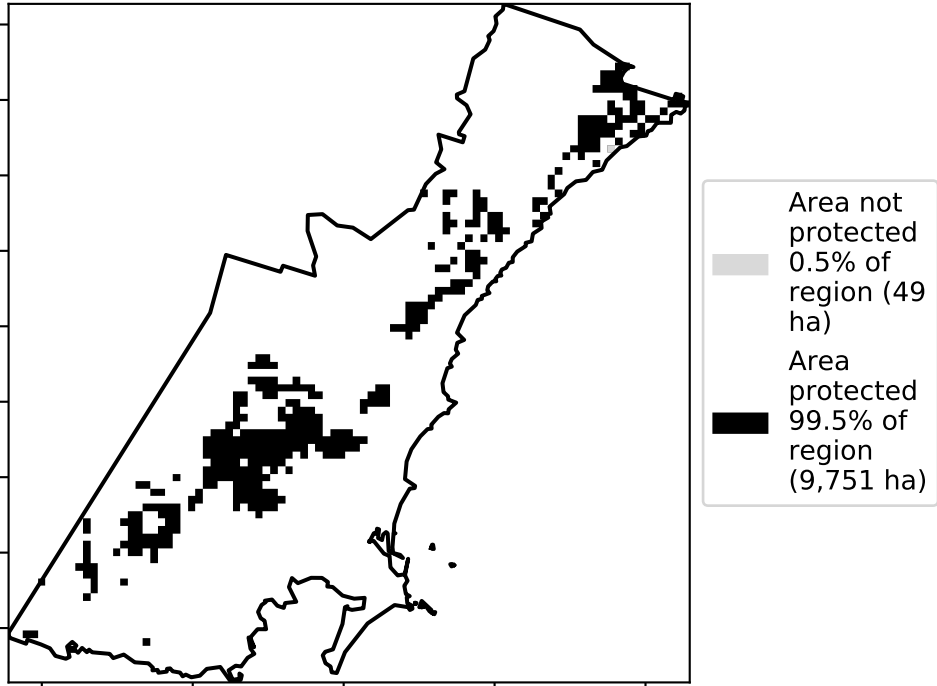 Area not
protected
0.5% of
region (49
ha)
Area
protected
99.5% of
region
(9,751 ha)